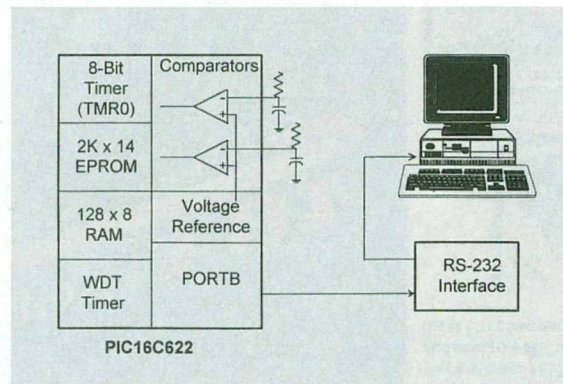 8-Bit
Timer
(TMR0)
2K x 14
EPROM
128 x 8
RAM
WDT
Timer
Comparators
-
+
-
+
Voltage
Reference
PORTB
RS-232
Interface
PIC16C622